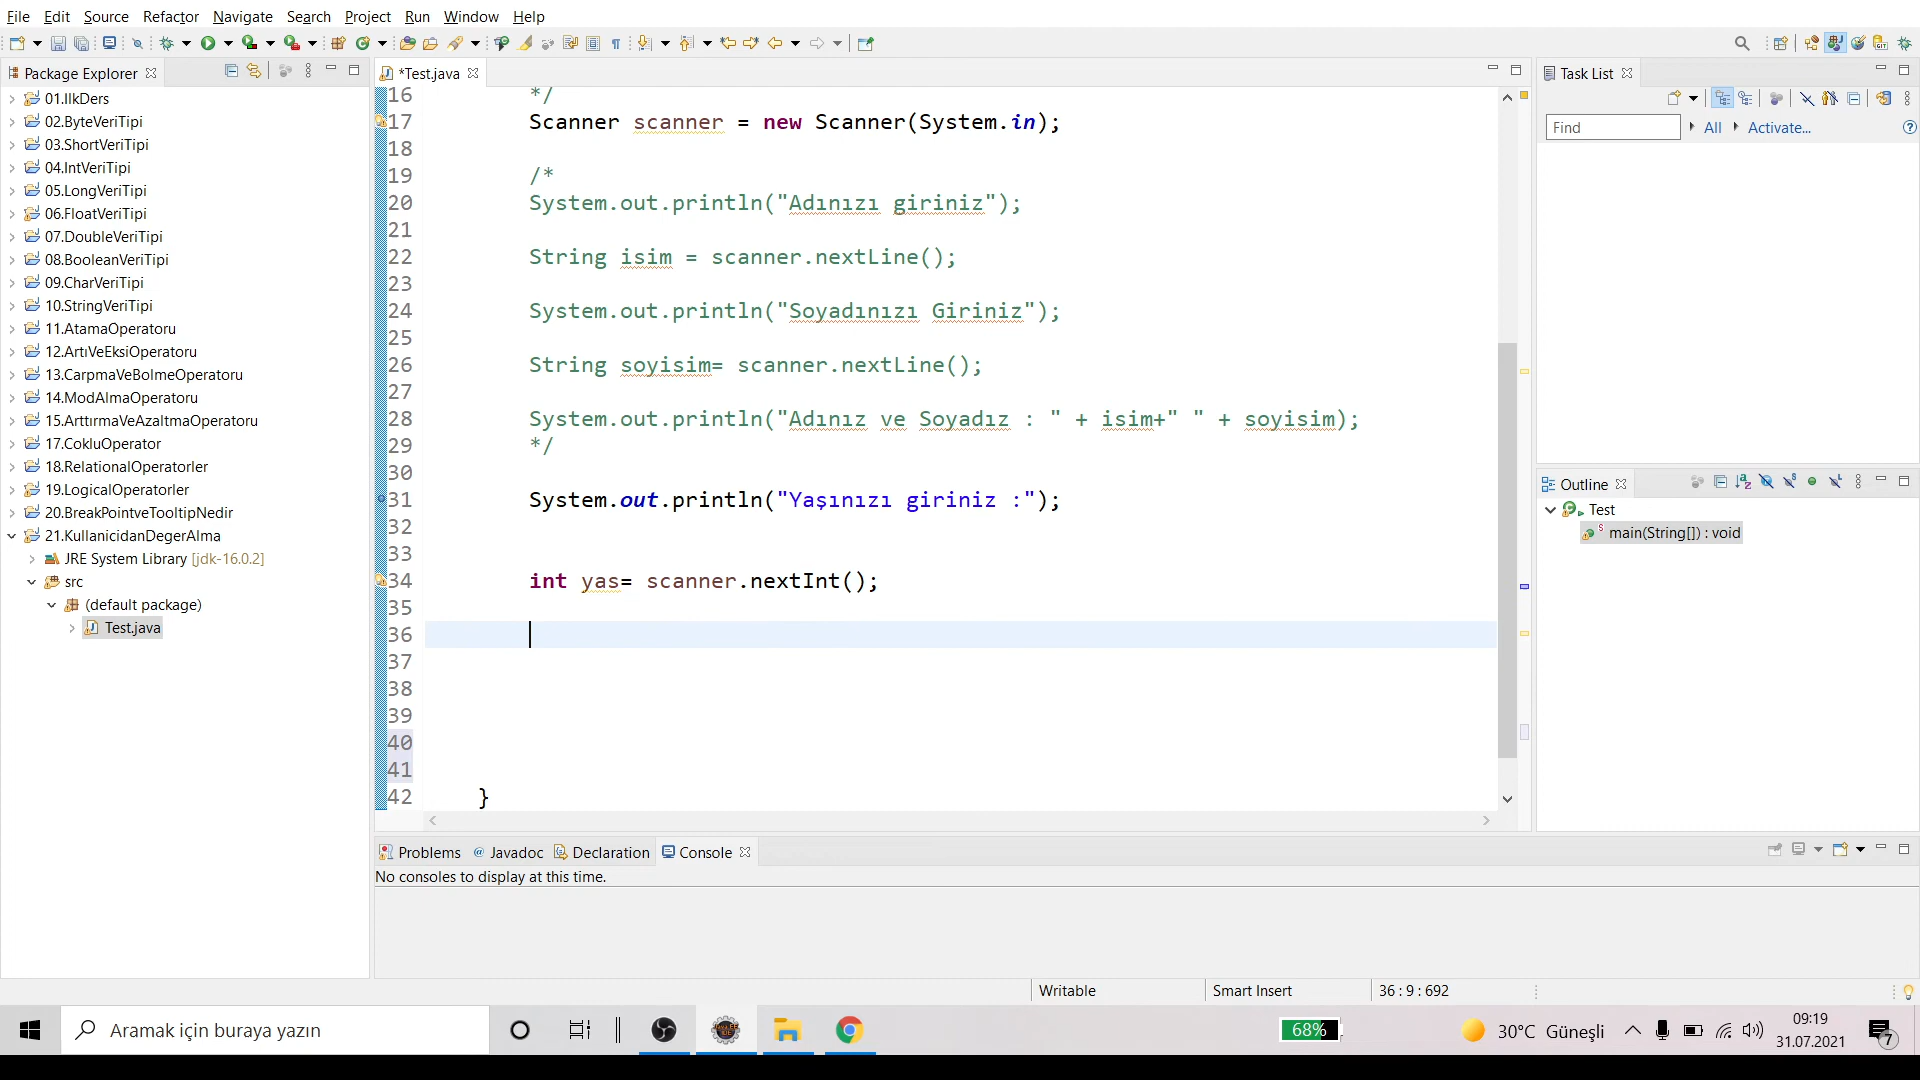 File Edit Source Refactor Navigate Search Project Run Window Help
Package Explorer
01.IlkDers
02.ByteVeriTipi
03.ShortVeriTipi
04.IntVeriTipi
05.LongVeriTipi
06.FloatVeriTipi
07.DoubleVeriTipi
08.BooleanVeriTipi
09.CharVeriTipi
10.StringVeriTipi
11.AtamaOperatoru
12.ArtıVeEksiOperatoru
13.CarpmaVeBolmeOperatoru
14.ModAlmaOperatoru
15.ArttırmaVeAzaltmaOperatoru
17.CokluOperator
18.RelationalOperatorler
19.LogicalOperatorler
20.BreakPointveTooltipNedir
21.KullanicidanDegerAlma
JRE System Library [jdk-16.0.2]
src
(default package)
Test.java
*Test.java
16 */
17 Scanner scanner = new Scanner(System.in);
18
19 /*
20 System.out.println("Adınızı giriniz");
21
22 String isim = scanner.nextLine();
23
24 System.out.println("Soyadınızı Giriniz");
25
26 String soyisim= scanner.nextLine();
27
28 System.out.println("Adınız ve Soyadız : " + isim+" " + soyisim);
29 */
30
31 System.out.println("Yaşınızı giriniz :");
32
33
34 int yas= scanner.nextInt();
35
36
37
38
39
40
41
42 }
Task List
Find All Activate...
Outline
Test
main(String[]) : void
Problems @ Javadoc Declaration Console
No consoles to display at this time.
Writable Smart Insert 36 : 9 : 692
Aramak için buraya yazın
68%
30°C Güneşli
09:19
31.07.2021
7